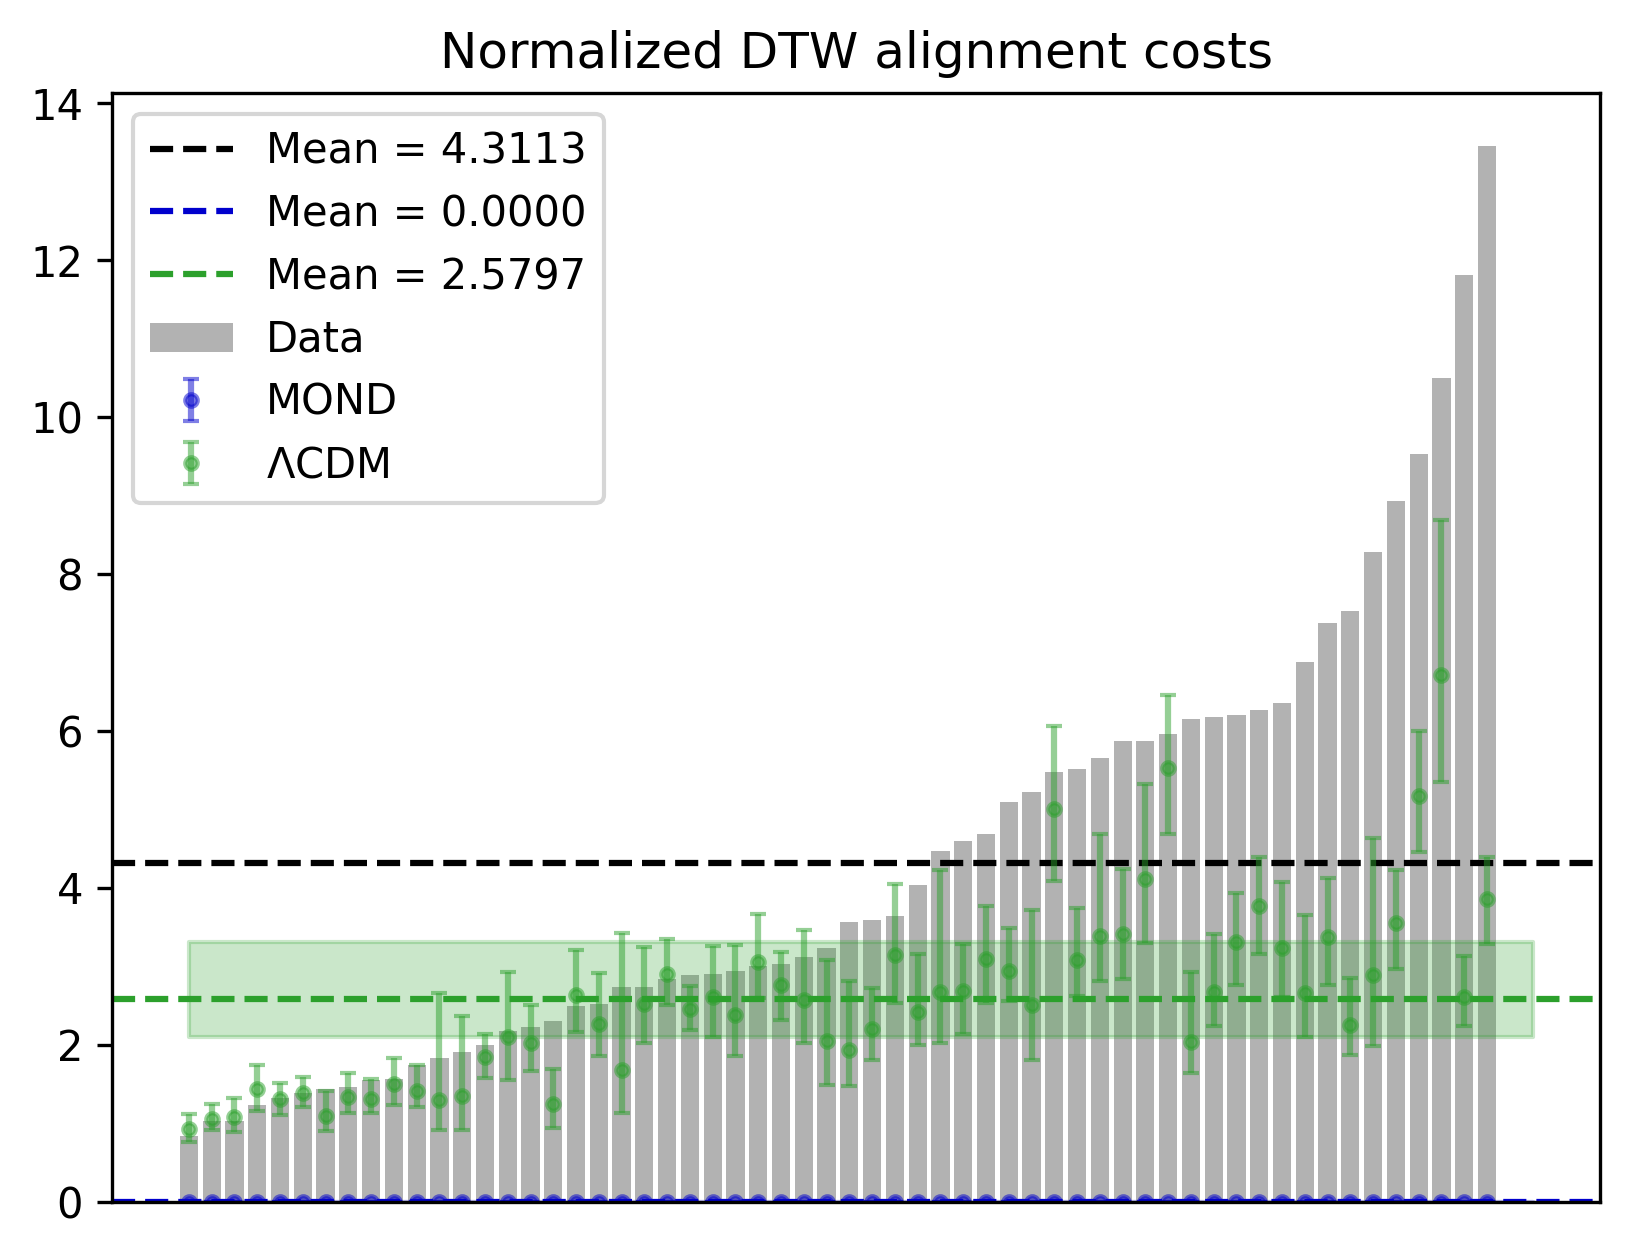 Normalized DTW alignment costs
14
12
10
8
6
4
2
0
Mean = 4.3113
Mean = 0.0000
Mean = 2.5797
Data
MOND
ΛCDM